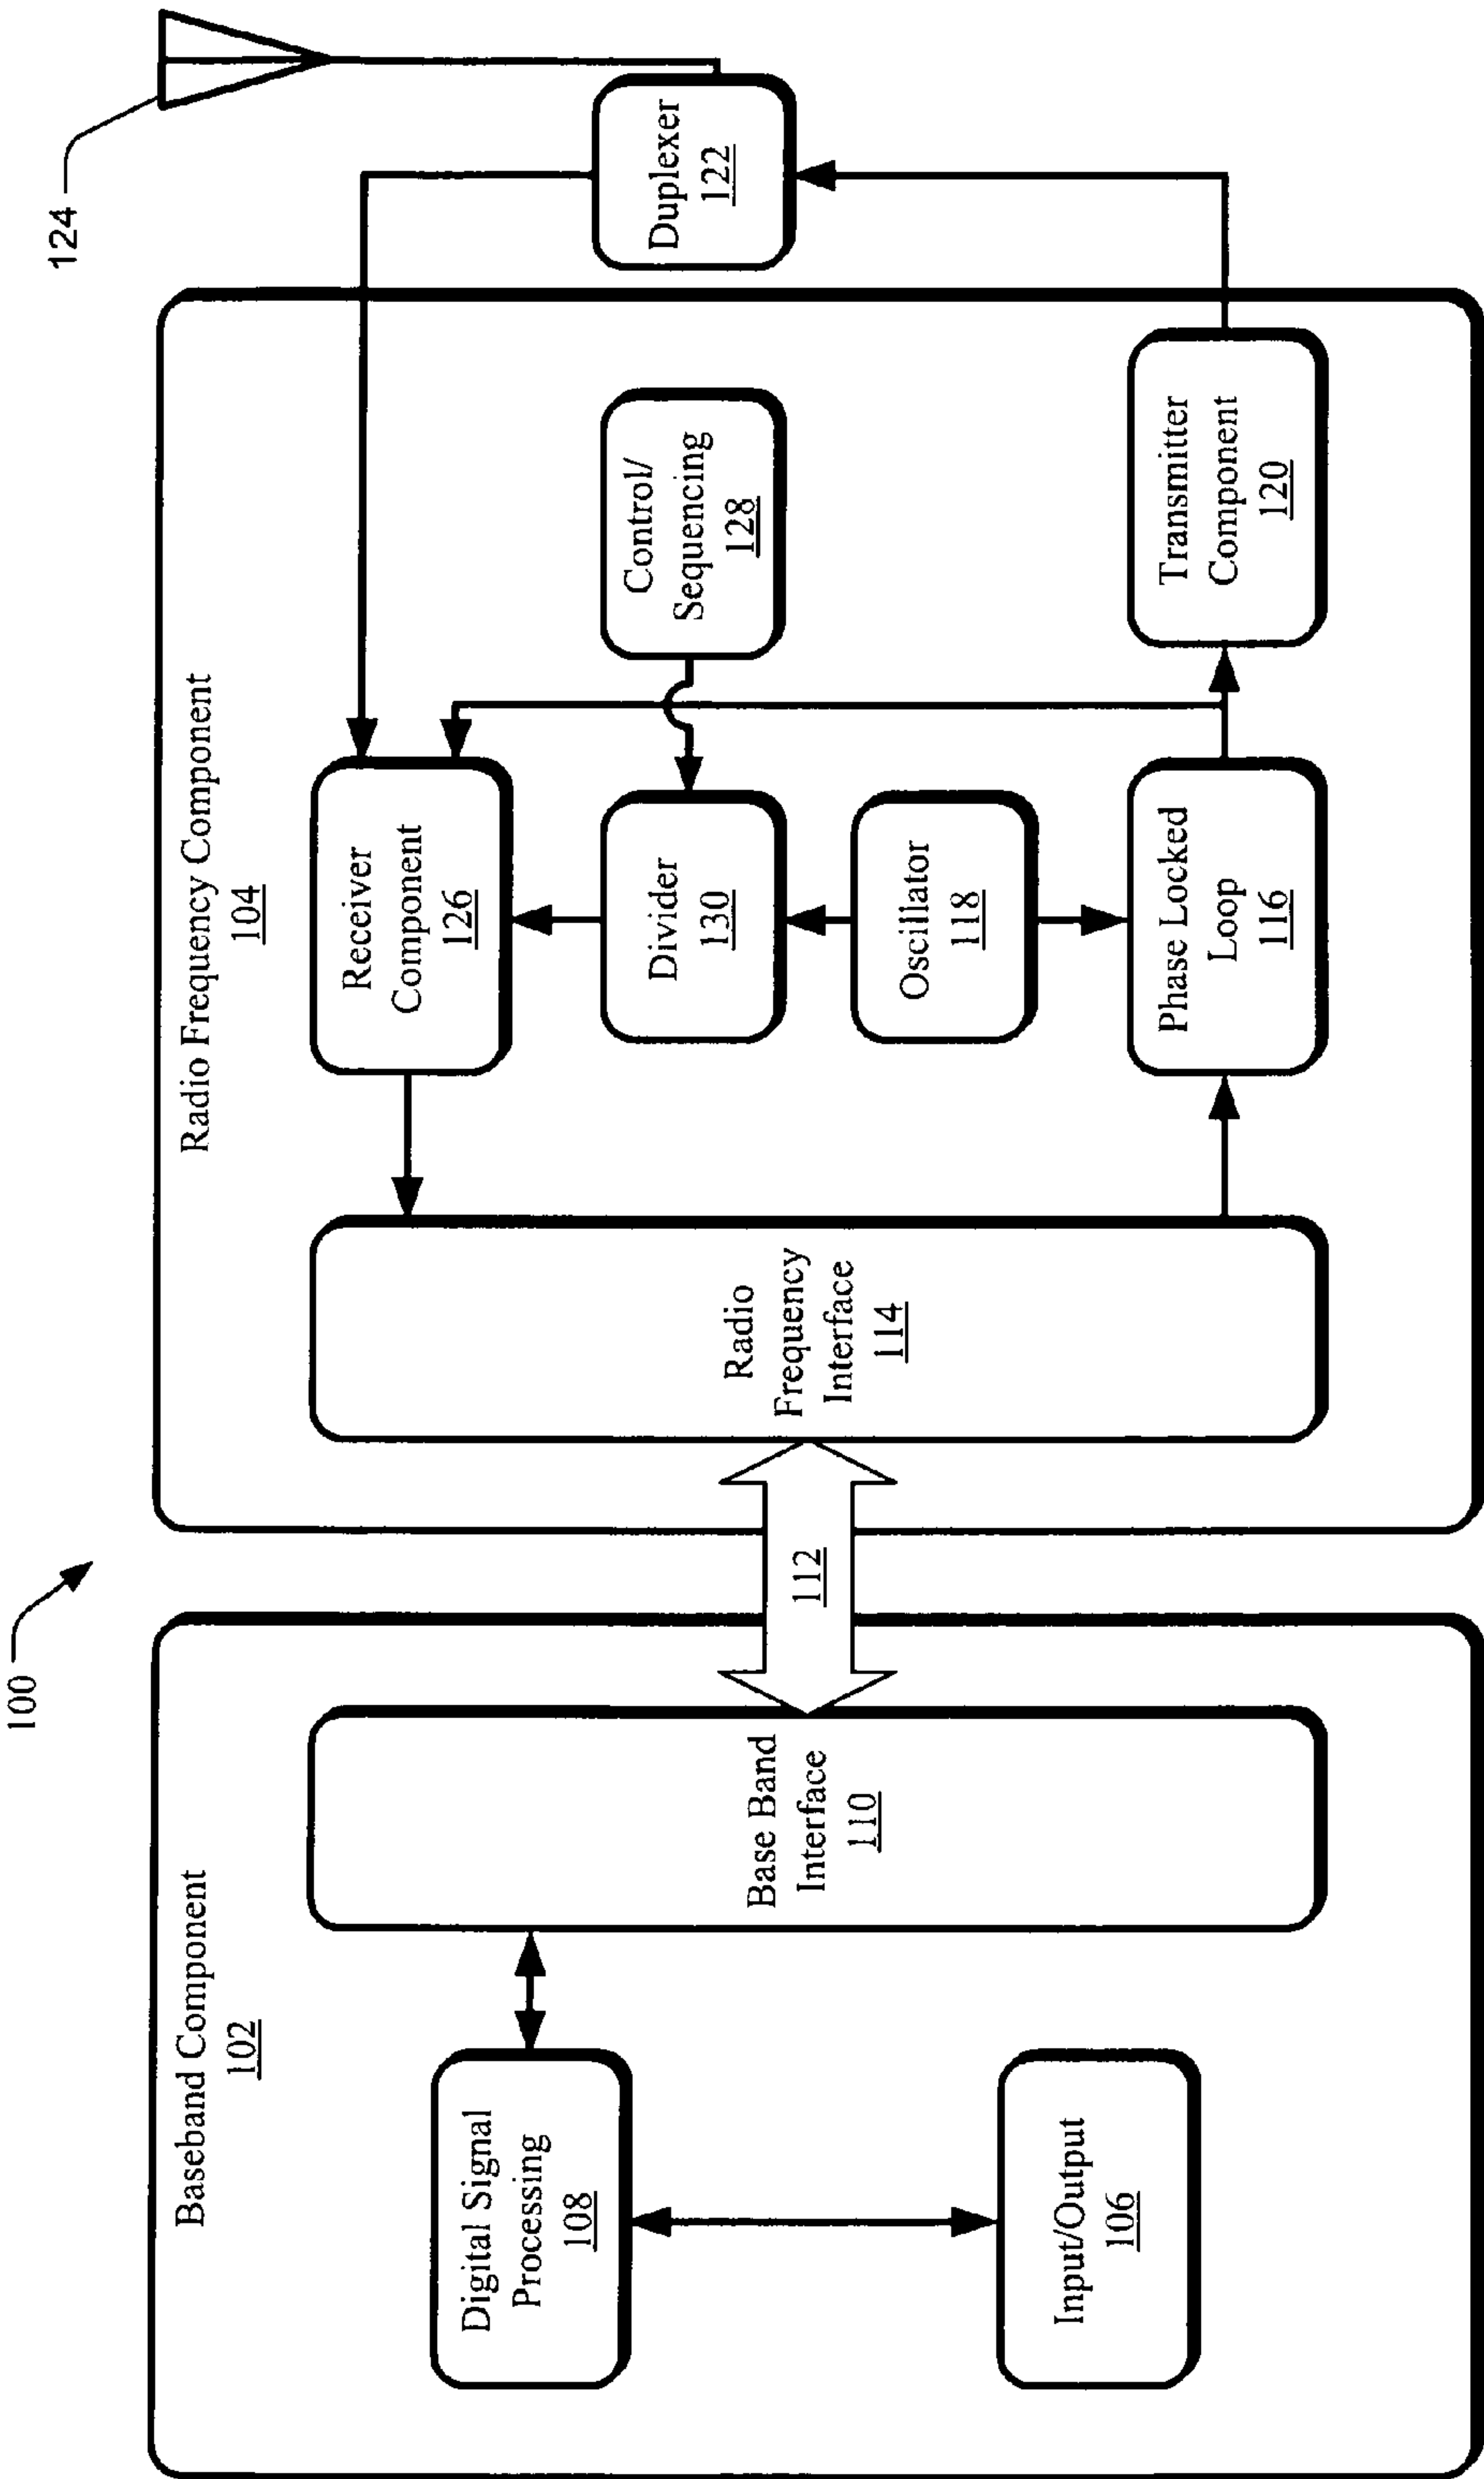 100
Baseband Component
102
Digital Signal
Processing
108
Input/Output
106
Base Band
Interface
110
112
Radio Frequency Component
104
Radio
Frequency
Interface
114
Receiver
Component
126
Divider
130
Oscillator
118
Phase Locked
Loop
116
Control/
Sequencing
128
Transmitter
Component
120
Duplexer
122
124